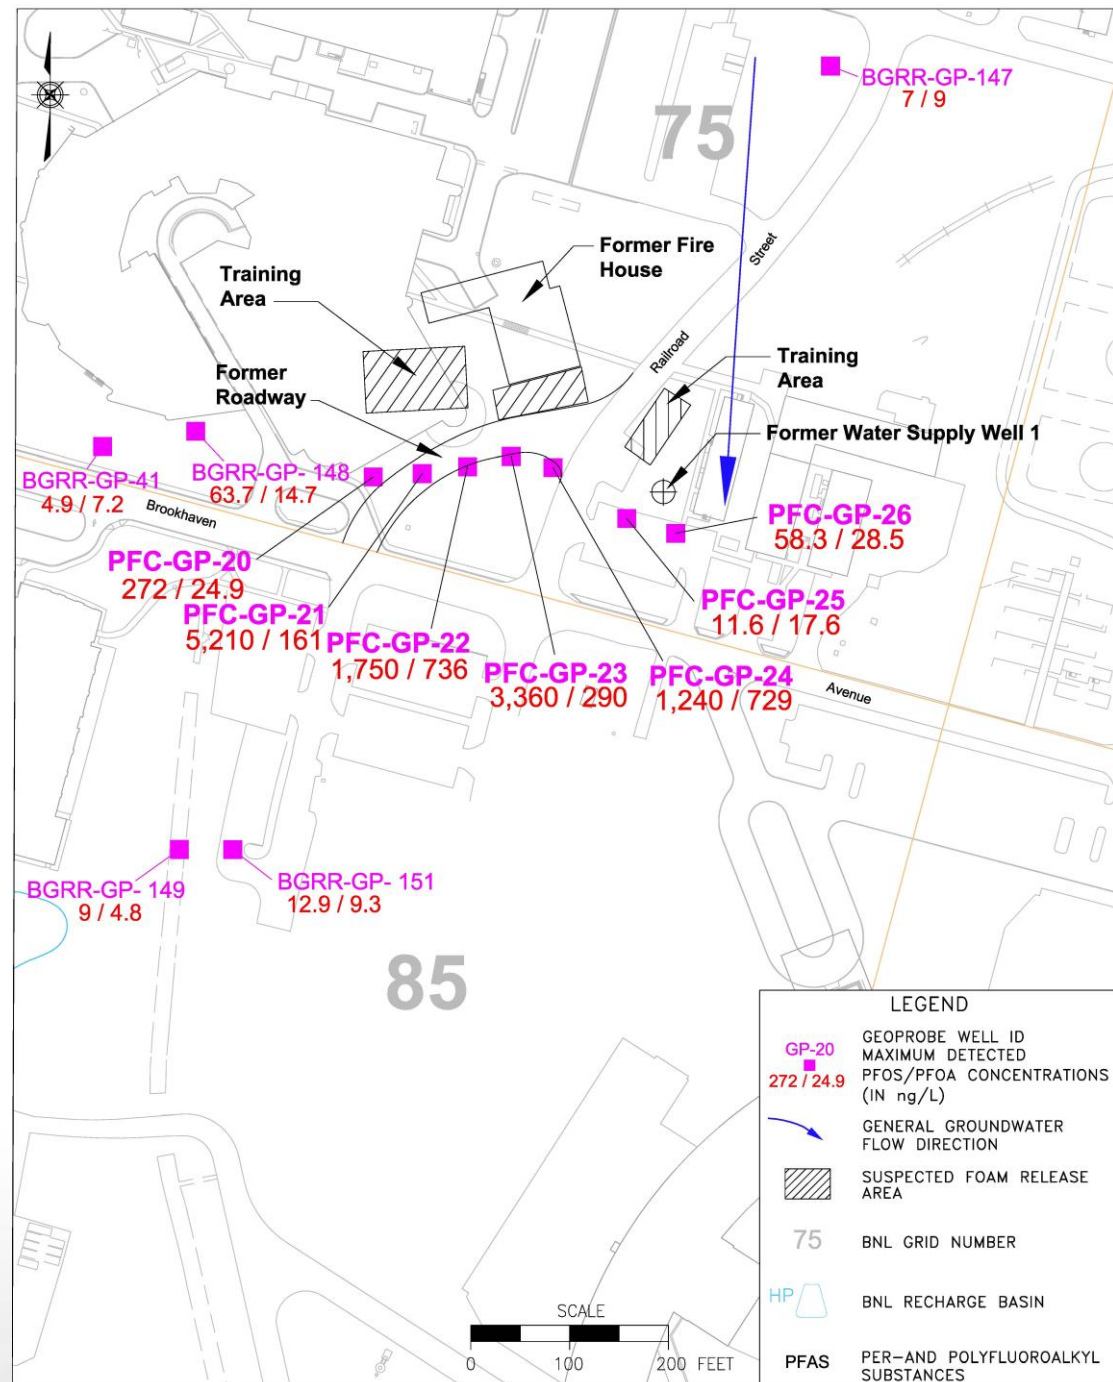 BGRR-GP-147
7 / 9
75
Street
Former Fire
House
Training
Area
Railroad
Training
Area
Former
Roadway
Former Water Supply Well 1
BGRR-GP-41
4.9 / 7.2
BGRR-GP- 148
63.7 / 14.7
Brookhaven
PFC-GP-26
58.3 / 28.5
PFC-GP-20
272 / 24.9
PFC-GP-25
11.6 / 17.6
PFC-GP-21
5,210 / 161
PFC-GP-22
1,750 / 736
PFC-GP-23
3,360 / 290
PFC-GP-24
1,240 / 729
Avenue
BGRR-GP- 149
9 / 4.8
BGRR-GP- 151
12.9 / 9.3
85
LEGEND
GP-20
272 / 24.9
GEOPROBE WELL ID
MAXIMUM DETECTED
PFOS/PFOA CONCENTRATIONS
(IN ng/L)
GENERAL GROUNDWATER
FLOW DIRECTION
SUSPECTED FOAM RELEASE
AREA
75
BNL GRID NUMBER
HP
BNL RECHARGE BASIN
PFAS
PER-AND POLYFLUOROALKYL
SUBSTANCES
SCALE
0 100 200 FEET